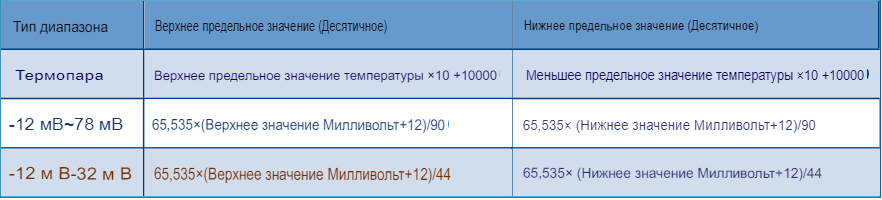 Тип диапазона
Верхнее предельное значение (Десятичное)
Нижнее предельное значение (Десятичное)
Термопара
Верхнее предельное значение температуры ×10 +10000
Меньшее предельное значение температуры ×10 +10000
-12 мВ~78 мВ
65,535×(Верхнее значение Милливольт+12)/90
65,535× (Нижнее значение Милливольт+12)/90
-12 м В-32 м В
65,535×(Верхнее значение Милливольт+12)/44
65,535× (Нижнее значение Милливольт+12)/44